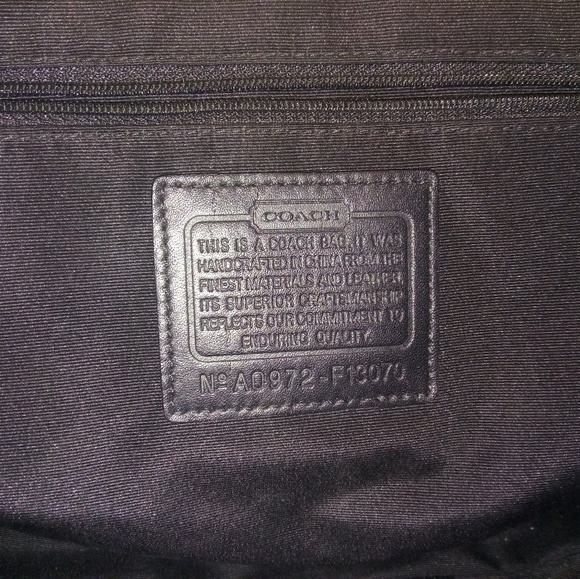 COACH
THIS IS A COACH BAG. IT WAS
HANDCRAFTED IN CHINA FROM THE
FINEST MATERIALS AND LEATHER.
ITS SUPERIOR CRAFTSMANSHIP
REFLECTS OUR COMMITMENT TO
ENDURING QUALITY.
Nº A0972-F13070